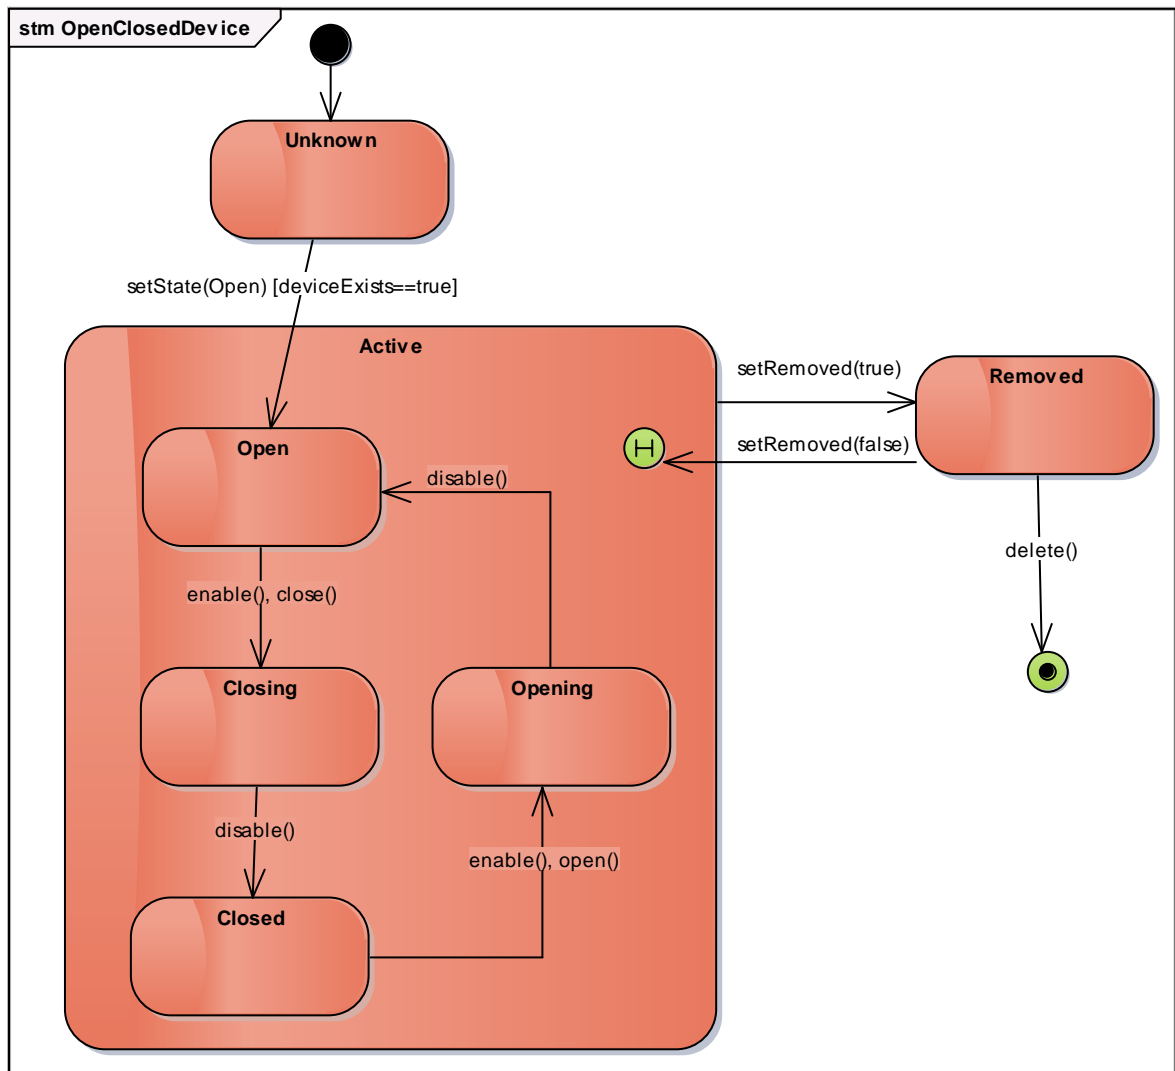 stm OpenClosedDevice
Unknown
setState(Open) [deviceExists==true]
Active
setRemoved(true)
Removed
Open
H
setRemoved(false)
disable()
delete()
enable(), close()
Closing
Opening
disable()
enable(), open()
Closed